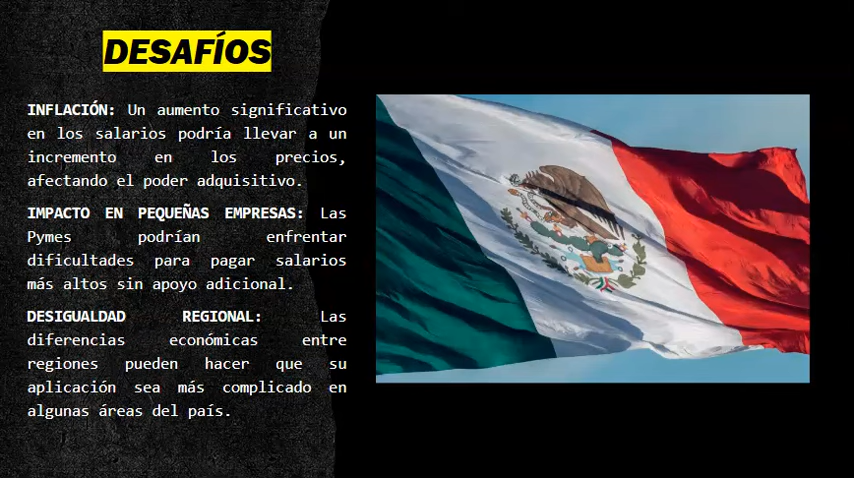 DESAFÍOS
INFLACIÓN: Un aumento significativo
en los salarios podría llevar a un
incremento en los precios,
afectando el poder adquisitivo.
IMPACTO EN PEQUEÑAS EMPRESAS: Las
Pymes podrían enfrentar
dificultades para pagar salarios
más altos sin apoyo adicional.
DESIGUALDAD REGIONAL: Las
diferencias económicas entre
regiones pueden hacer que su
aplicación sea más complicado en
algunas áreas del país.